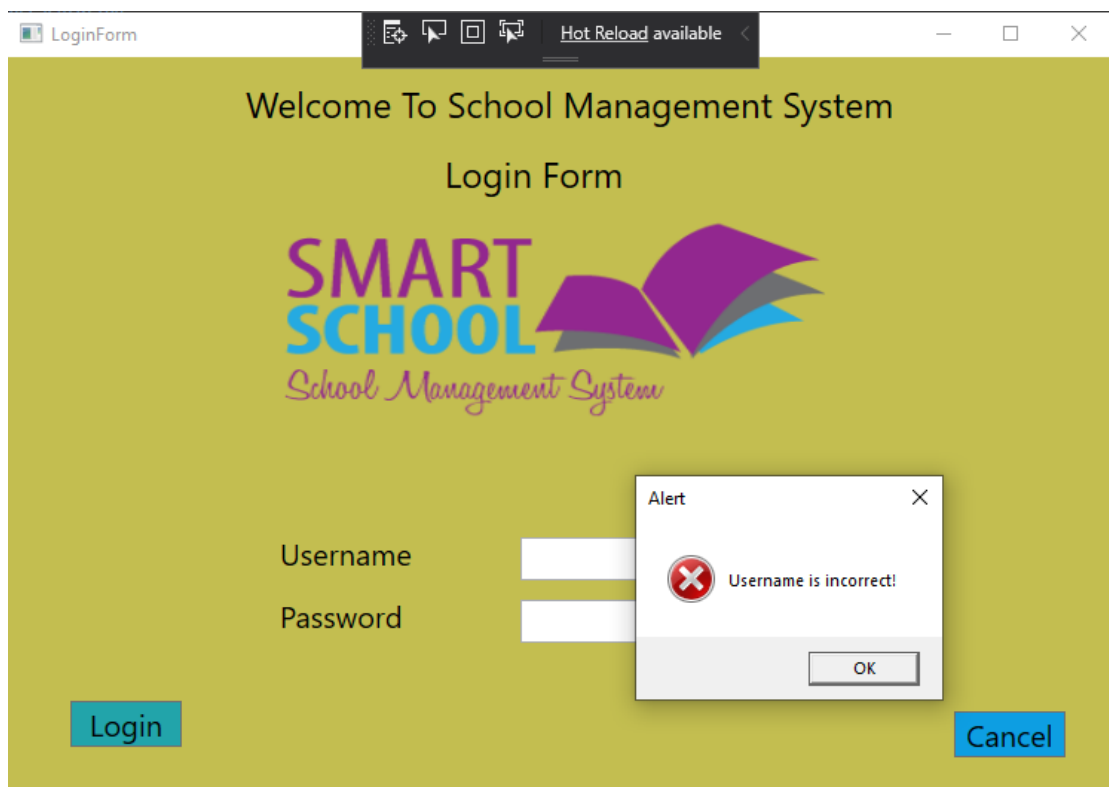 LoginForm
Hot Reload available
Welcome To School Management System
Login Form
SMART
SCHOOL
School Management System
Alert
Username is incorrect!
Username
Password
OK
Login
Cancel